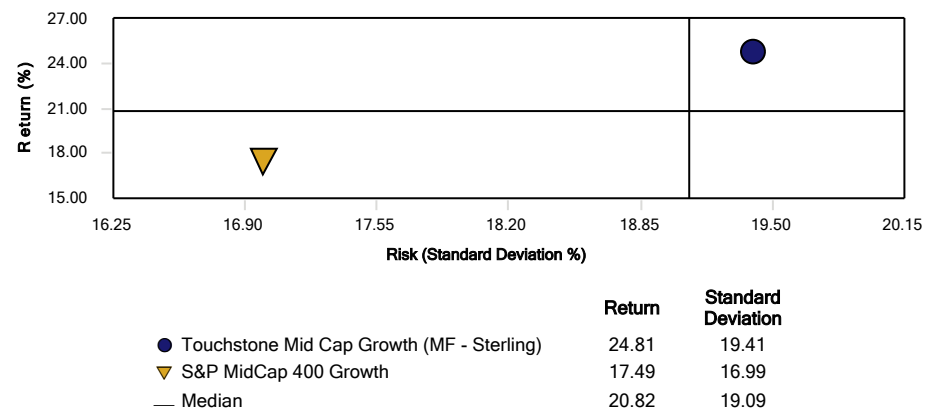 27.00
24.00
21.00
18.00
15.00
Return (%)
16.25 16.90 17.55 18.20 18.85 19.50 20.15
Risk (Standard Deviation %)
Return Standard Deviation
Touchstone Mid Cap Growth (MF - Sterling) 24.81 19.41
S&P MidCap 400 Growth 17.49 16.99
Median 20.82 19.09